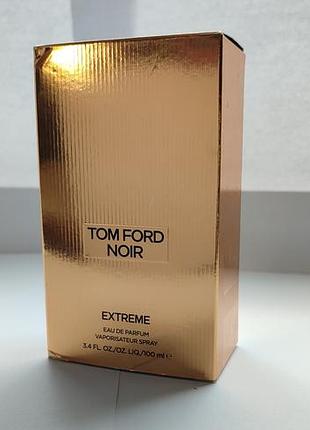 TOM FORD
NOIR
EXTREME
EAU DE PARFUM
VAPORISATEUR SPRAY
3.4 FL. OZ./OZ. LIQ./100 ml ℮